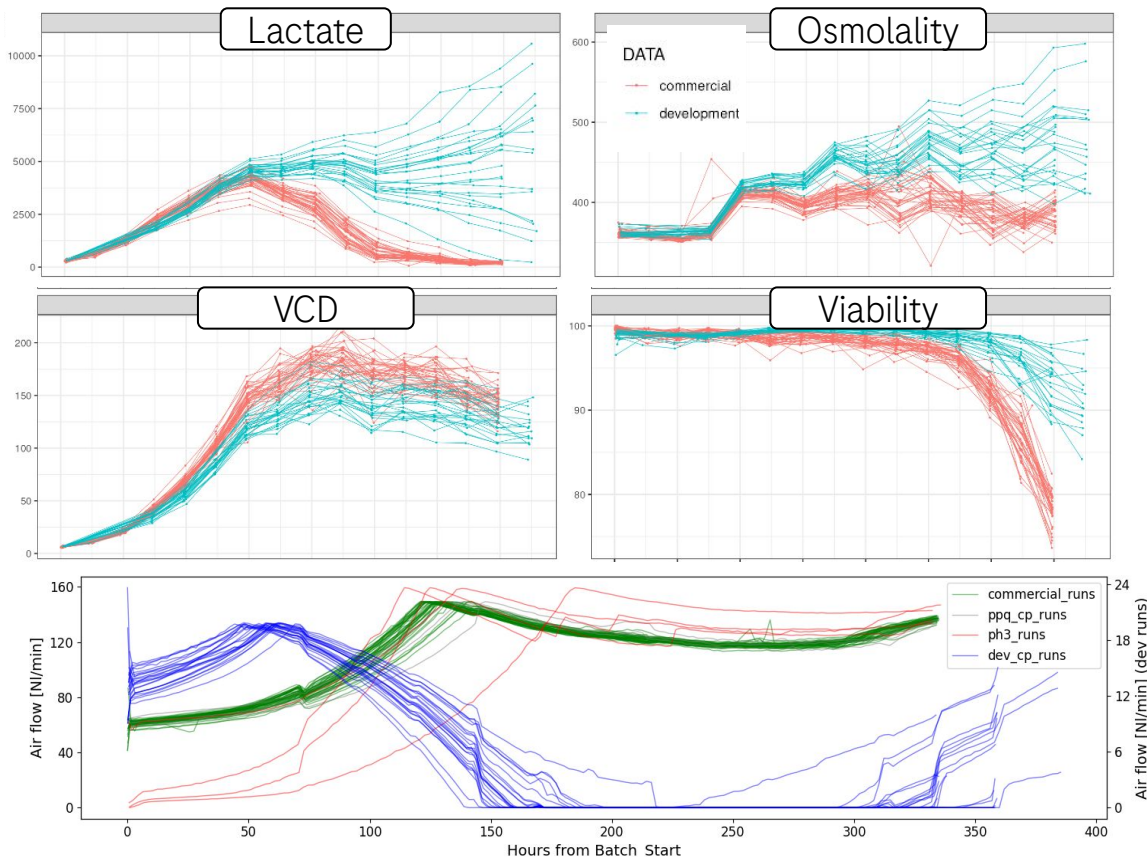 Lactate
Osmolality
10000
7500
5000
2500
0
600
500
400
DATA
commercial
development
VCD
Viability
200
150
100
50
0
100
90
80
160
120
80
40
0
Air flow [Nl/min]
24
18
12
6
0
Air flow [Nl/min] (dev runs)
commercial_runs
ppq_cp_runs
ph3_runs
dev_cp_runs
0 50 100 150 200 250 300 350 400
Hours from Batch Start